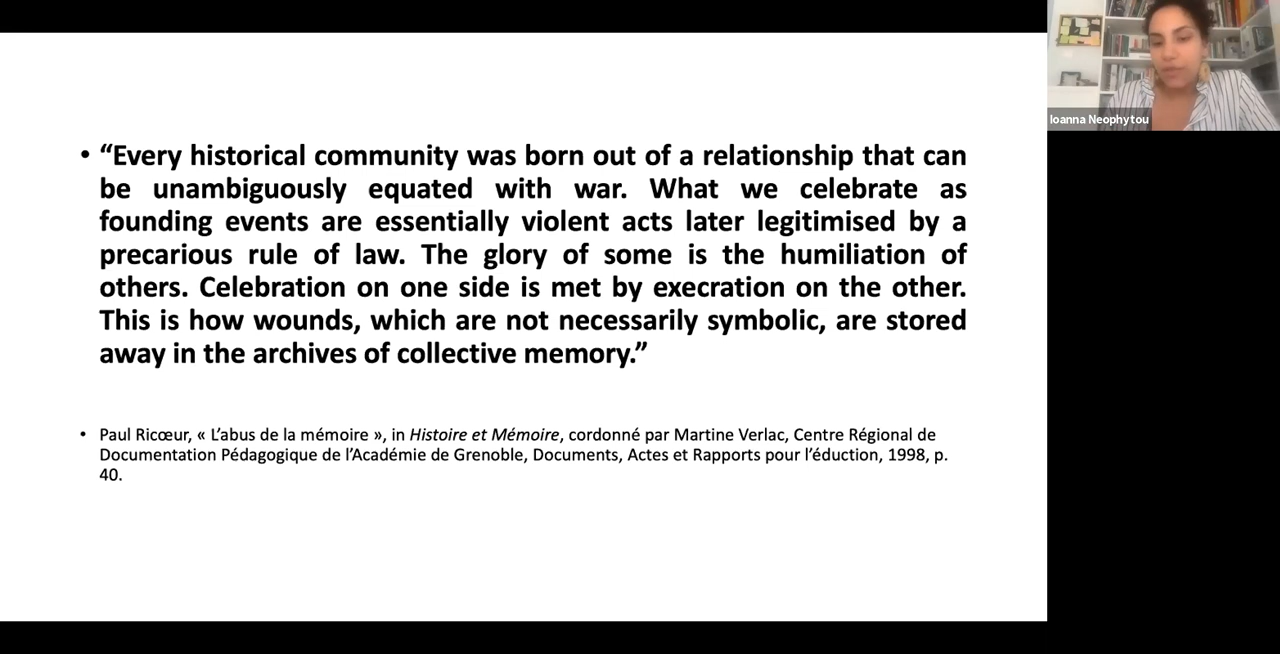 • “Every historical community was born out of a relationship that can
be unambiguously equated with war. What we celebrate as
founding events are essentially violent acts later legitimised by a
precarious rule of law. The glory of some is the humiliation of
others. Celebration on one side is met by execration on the other.
This is how wounds, which are not necessarily symbolic, are stored
away in the archives of collective memory.”
• Paul Ricœur, « L’abus de la mémoire », in Histoire et Mémoire, cordonné par Martine Verlac, Centre Régional de
Documentation Pédagogique de l’Académie de Grenoble, Documents, Actes et Rapports pour l’éduction, 1998, p.
40.
Ioanna Neophytou